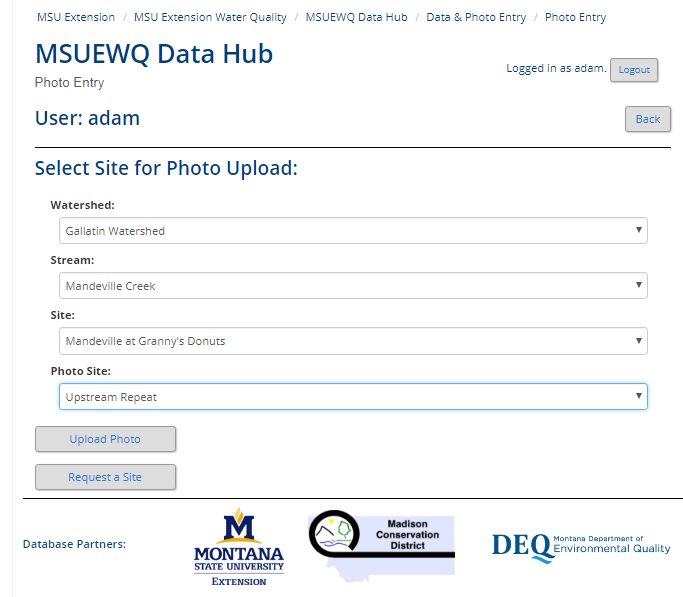 MSU Extension / MSU Extension Water Quality / MSUEWQ Data Hub / Data & Photo Entry / Photo Entry
MSUEWQ Data Hub
Logged in as adam. Logout
Photo Entry
User: adam
Back
Select Site for Photo Upload:
Watershed:
Gallatin Watershed
Stream:
Mandeville Creek
Site:
Mandeville at Granny's Donuts
Photo Site:
Upstream Repeat
Upload Photo
Request a Site
Database Partners:
M
MONTANA
STATE UNIVERSITY
EXTENSION
Madison
Conservation
District
DEQ
Montana Department of
Environmental Quality